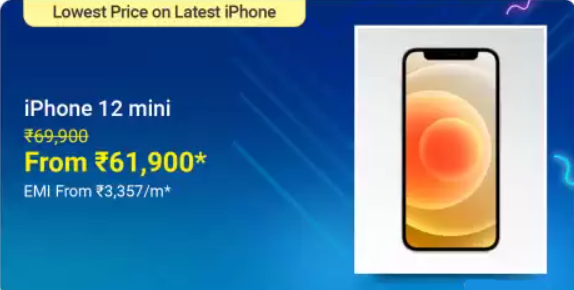 Lowest Price on Latest iPhone
iPhone 12 mini
₹69,900
From ₹61,900*
EMI From ₹3,357/m*